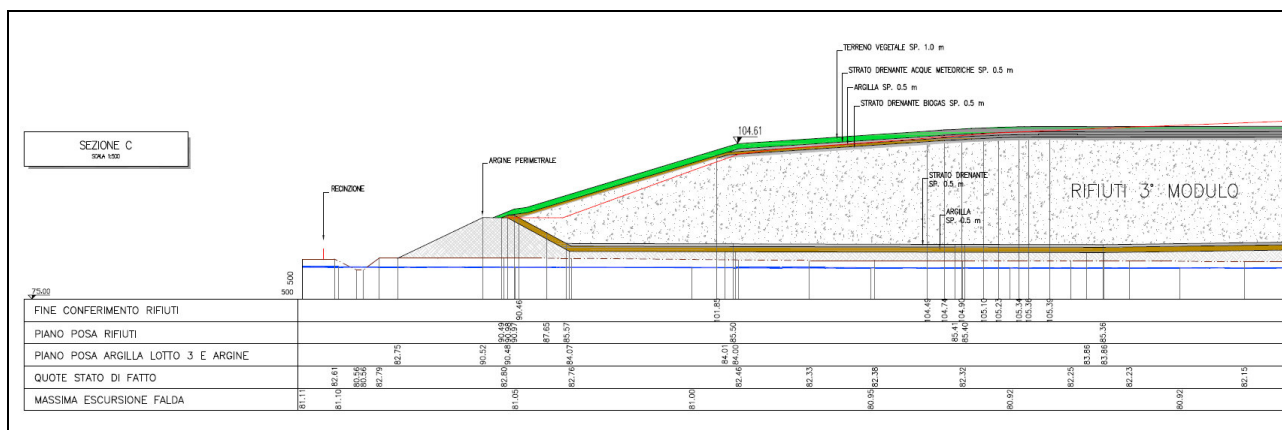 TERRENO VEGETALE SP. 1.0 m
STRATO DRENANTE ACQUE METEORICHE SP. 0.5 m
ARGILLA SP. 0.5 m
STRATO DRENANTE BIOGAS SP. 0.5 m
104.61
SEZIONE C
SCALA 1:500
ARGINE PERIMETRALE
RECINZIONE
STRATO DRENANTE
SP. 0.5 m
RIFIUTI 3° MODULO
ARGILLA
SP. 0.5 m
500
500
75.00
FINE CONFERIMENTO RIFIUTI 90.46 101.85 104.49 104.74 104.90 105.10 105.23 105.34 105.36 105.39
PIANO POSA RIFIUTI 90.49 90.98 90.97 87.65 85.57 85.50 85.41 85.40 85.36
PIANO POSA ARGILLA LOTTO 3 E ARGINE 82.75 90.52 90.48 84.07 84.01 84.00 83.86 83.86
QUOTE STATO DI FATTO 82.61 80.56 80.56 82.79 82.80 82.76 82.46 82.33 82.38 82.32 82.25 82.23 82.15
MASSIMA ESCURSIONE FALDA 81.11 81.10 81.05 81.00 80.95 80.92 80.92